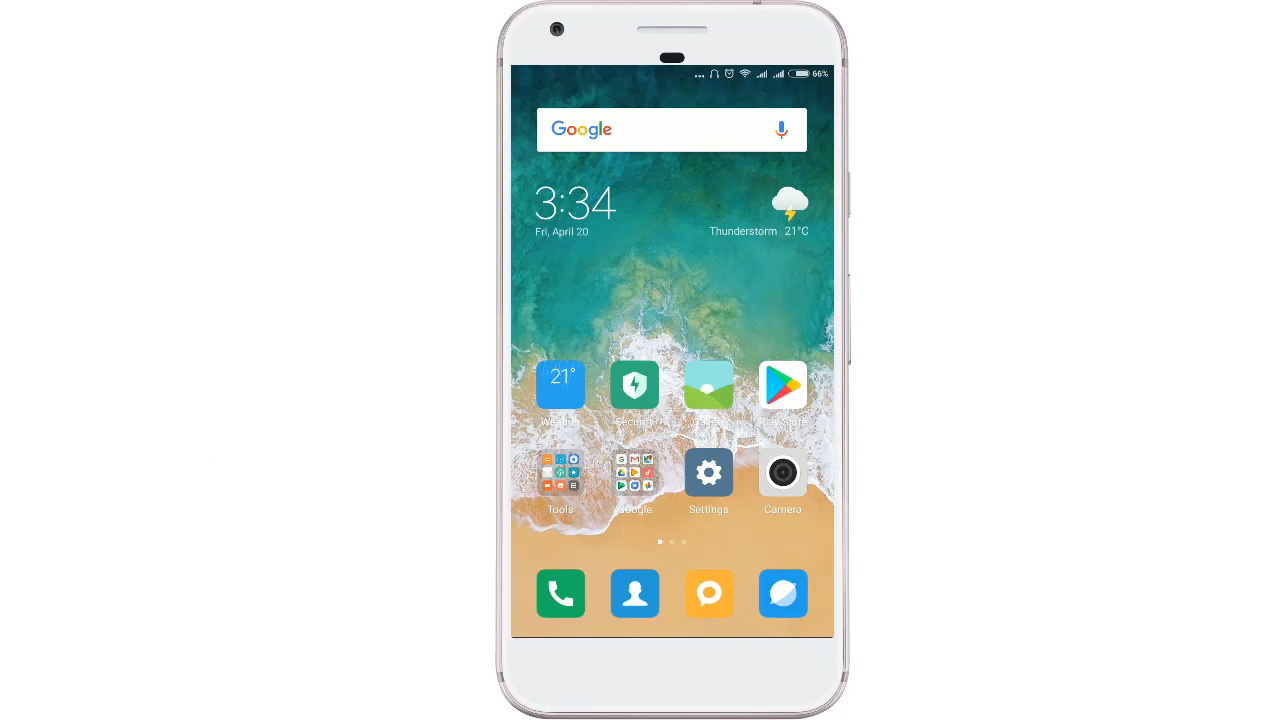 66%
Google
3:34
Fri, April 20
Thunderstorm 21°C
21°
Weather
Security
Gallery
Play Store
Tools
Google
Settings
Camera